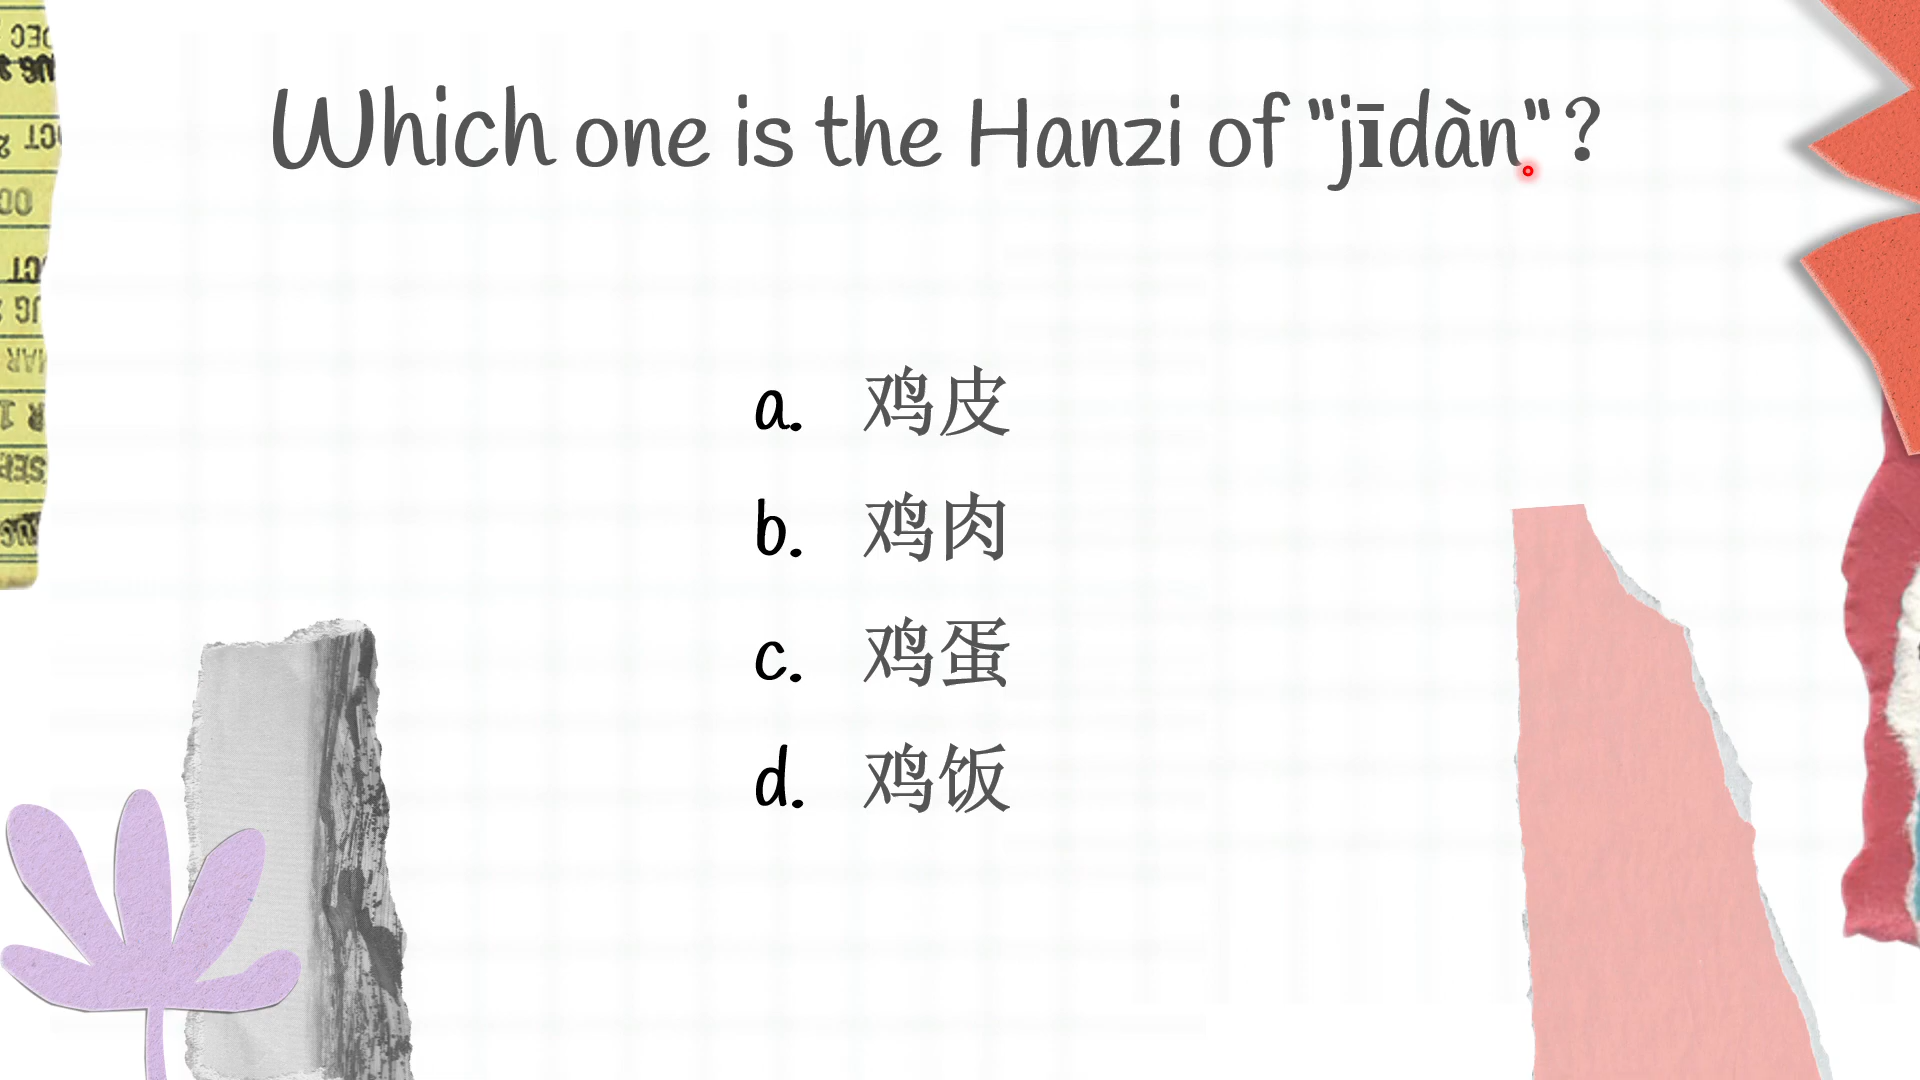 Which one is the Hanzi of "jīdàn"?
a. 鸡皮
b. 鸡肉
c. 鸡蛋
d. 鸡饭